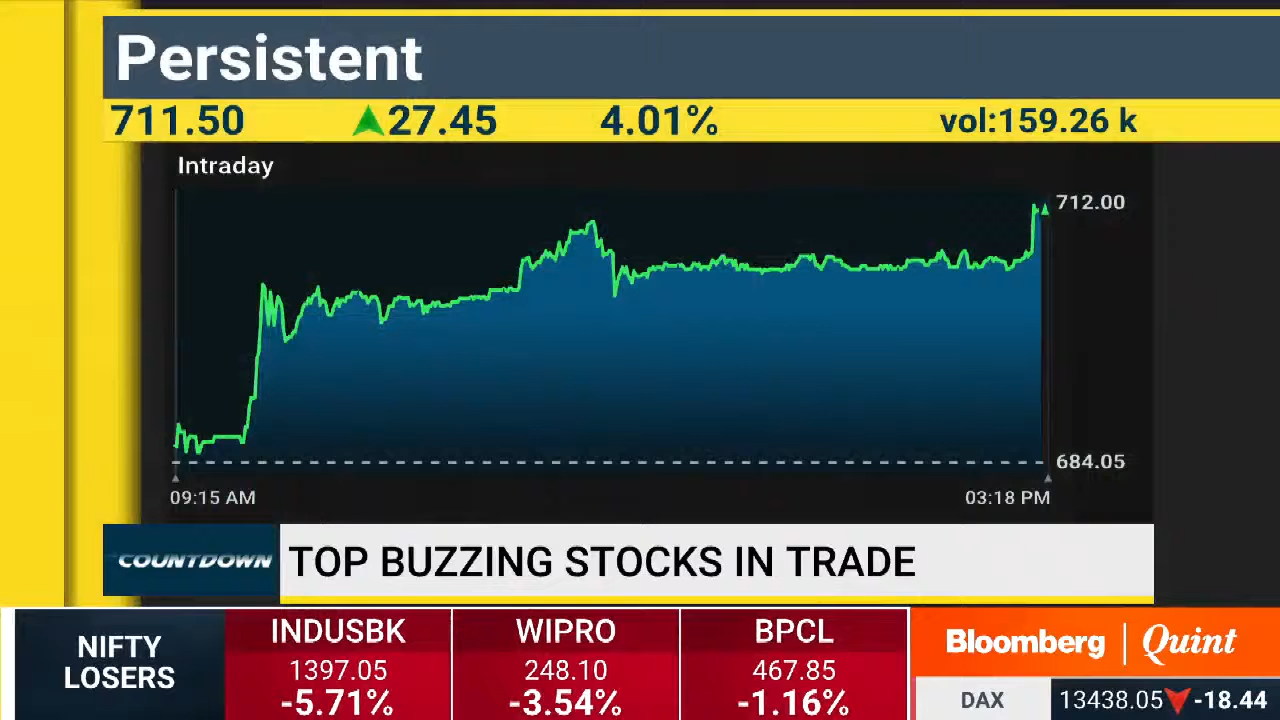 Persistent
711.50 ▲27.45 4.01% vol:159.26 k
Intraday
712.00
684.05
09:15 AM 03:18 PM
COUNTDOWN TOP BUZZING STOCKS IN TRADE
NIFTY LOSERS
INDUSBK
1397.05
-5.71%
WIPRO
248.10
-3.54%
BPCL
467.85
-1.16%
Bloomberg | Quint
DAX 13438.05 ▼-18.44